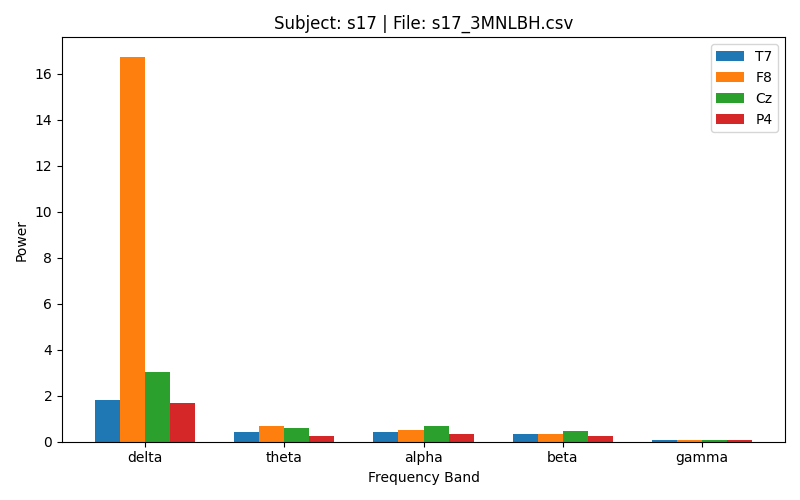 Subject: s17 | File: s17_3MNLBH.csv
T7
F8
Cz
P4
Power
16
14
12
10
8
6
4
2
0
delta theta alpha beta gamma
Frequency Band